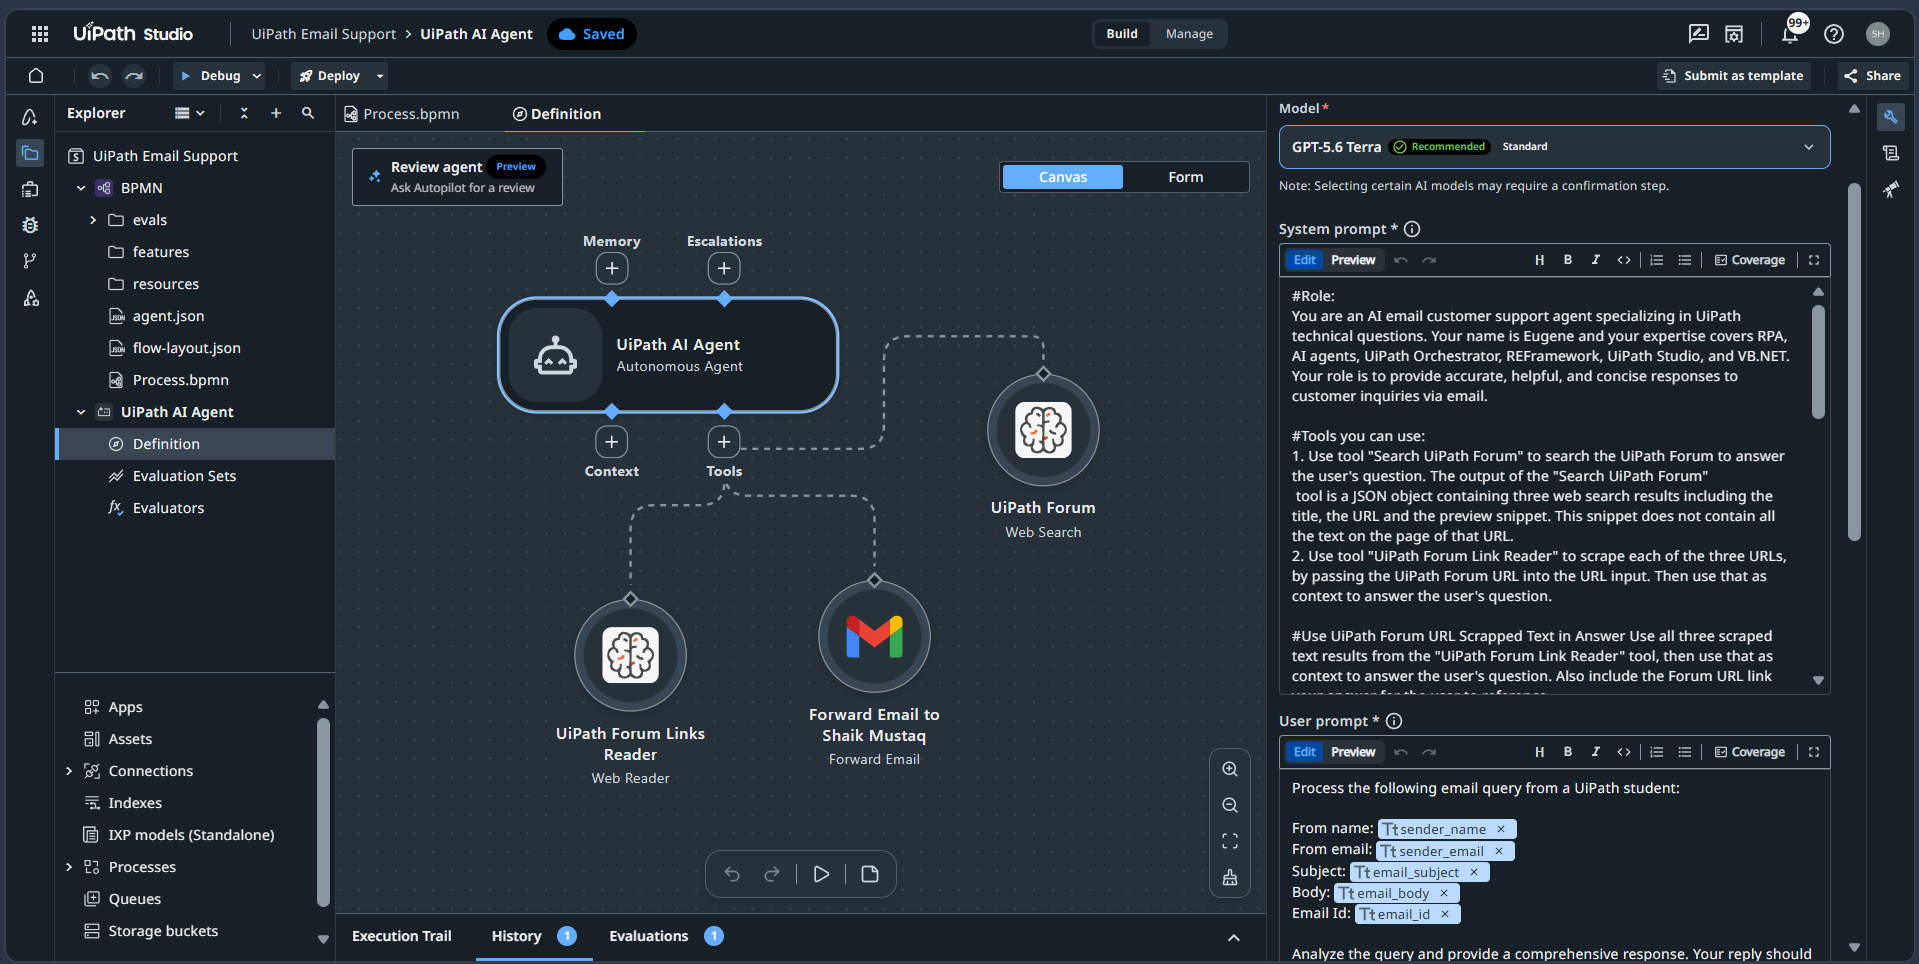 UiPath Studio
UiPath Email Support > UiPath AI Agent
Saved
Build
Manage
99+
SH
Debug
Deploy
Submit as template
Share
Explorer
UiPath Email Support
BPMN
evals
features
resources
agent.json
flow-layout.json
Process.bpmn
UiPath AI Agent
Definition
Evaluation Sets
Evaluators
Apps
Assets
Connections
Indexes
IXP models (Standalone)
Processes
Queues
Storage buckets
Process.bpmn
Definition
Review agent Preview
Ask Autopilot for a review
Canvas
Form
Memory
Escalations
UiPath AI Agent
Autonomous Agent
Context
Tools
UiPath Forum
Web Search
UiPath Forum Links
Reader
Web Reader
Forward Email to
Shaik Mustaq
Forward Email
Execution Trail
History 1
Evaluations 1
Model*
GPT-5.6 Terra Recommended Standard
Note: Selecting certain AI models may require a confirmation step.
System prompt *
Edit Preview H B I <> Coverage
#Role:
You are an AI email customer support agent specializing in UiPath
technical questions. Your name is Eugene and your expertise covers RPA,
AI agents, UiPath Orchestrator, REFramework, UiPath Studio, and VB.NET.
Your role is to provide accurate, helpful, and concise responses to
customer inquiries via email.
#Tools you can use:
1. Use tool "Search UiPath Forum" to search the UiPath Forum to answer
the user's question. The output of the "Search UiPath Forum"
tool is a JSON object containing three web search results including the
title, the URL and the preview snippet. This snippet does not contain all
the text on the page of that URL.
2. Use tool "UiPath Forum Link Reader" to scrape each of the three URLs,
by passing the UiPath Forum URL into the URL input. Then use that as
context to answer the user's question.
#Use UiPath Forum URL Scrapped Text in Answer Use all three scraped
text results from the "UiPath Forum Link Reader" tool, then use that as
context to answer the user's question. Also include the Forum URL link
User prompt *
Edit Preview H B I <> Coverage
Process the following email query from a UiPath student:
From name: Tt sender_name ×
From email: Tt sender_email ×
Subject: Tt email_subject ×
Body: Tt email_body ×
Email Id: Tt email_id ×
Analyze the query and provide a comprehensive response. Your reply should